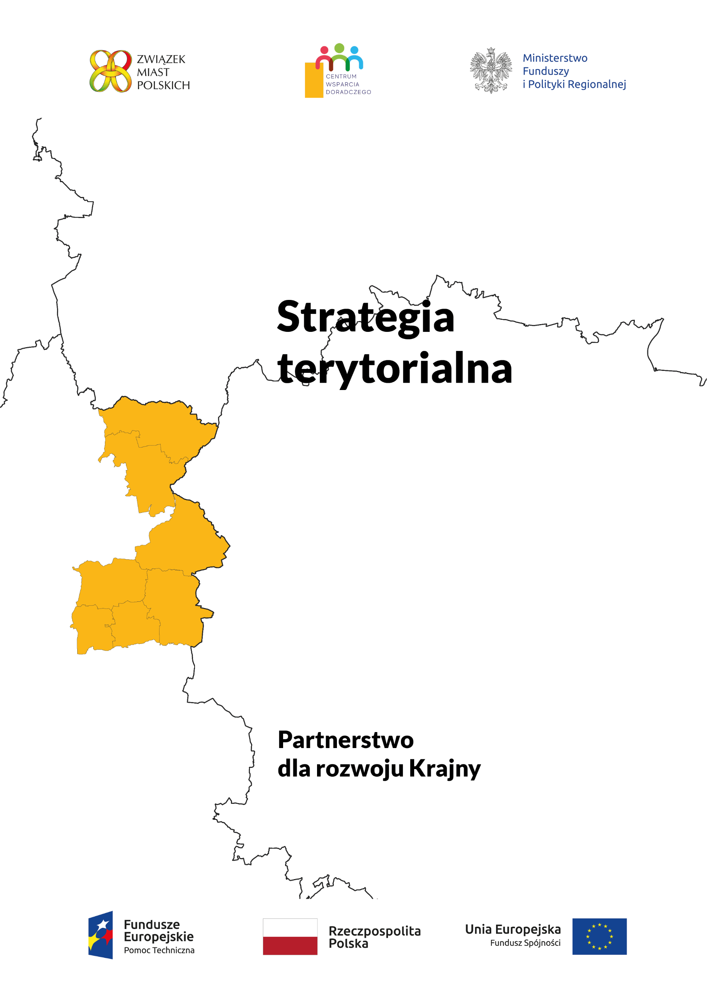 ZWIĄZEK
MIAST
POLSKICH
CENTRUM
WSPARCIA
DORADCZEGO
Ministerstwo
Funduszy
i Polityki Regionalnej
Strategia
terytorialna
Partnerstwo
dla rozwoju Krajny
Fundusze
Europejskie
Pomoc Techniczna
Rzeczpospolita
Polska
Unia Europejska
Fundusz Spójności